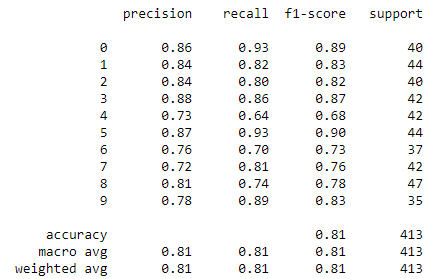 precision recall f1-score support
0 0.86 0.93 0.89 40
1 0.84 0.82 0.83 44
2 0.84 0.80 0.82 40
3 0.88 0.86 0.87 42
4 0.73 0.64 0.68 42
5 0.87 0.93 0.90 44
6 0.76 0.70 0.73 37
7 0.72 0.81 0.76 42
8 0.81 0.74 0.78 47
9 0.78 0.89 0.83 35
accuracy 0.81 413
macro avg 0.81 0.81 0.81 413
weighted avg 0.81 0.81 0.81 413